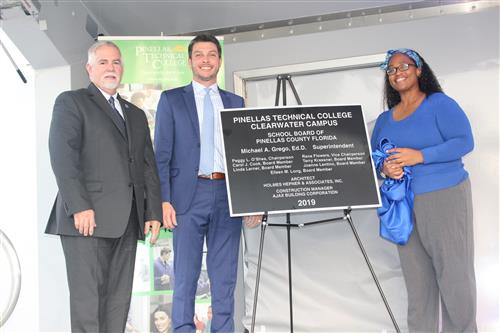 PINELLAS
TECHNICAL
COLLEGE
PINELLAS TECHNICAL COLLEGE
CLEARWATER CAMPUS
SCHOOL BOARD OF
PINELLAS COUNTY FLORIDA
Michael A. Grego, Ed.D. Superintendent
Peggy L. O'Shea, Chairperson Rene Flowers, Vice Chairperson
Carol J. Cook, Board Member Terry Krassner, Board Member
Linda Lerner, Board Member Joanne Lentino, Board Member
Eileen M. Long, Board Member
ARCHITECT
HOLMES HEPNER & ASSOCIATES, INC.
CONSTRUCTION MANAGER
AJAX BUILDING CORPORATION
2019